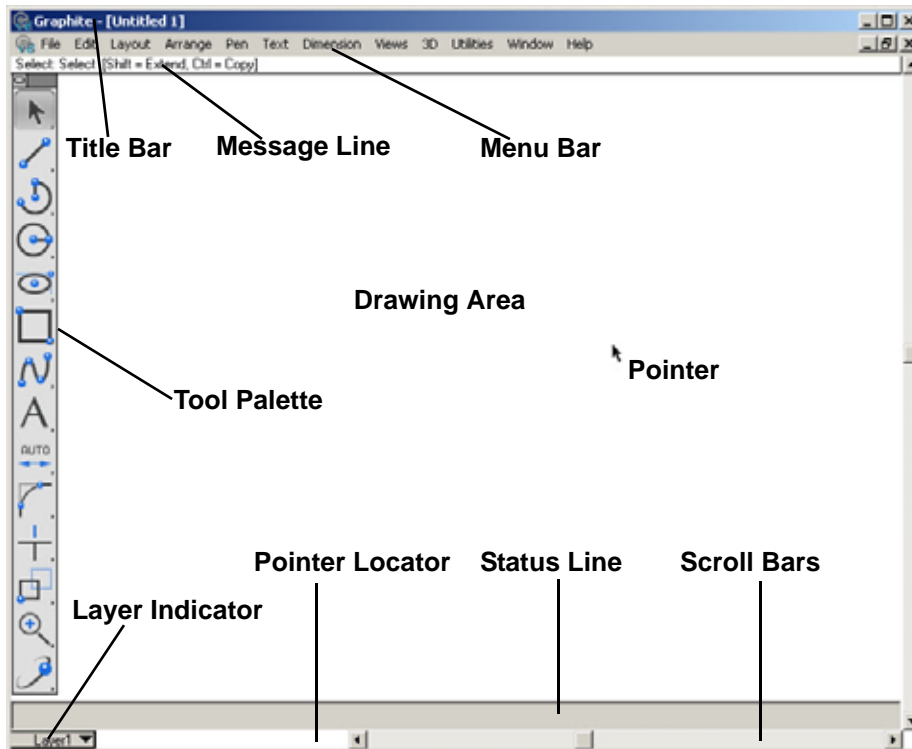 Graphite - [Untitled 1]
File Edit Layout Arrange Pen Text Dimension Views 3D Utilities Window Help
Select: Select [Shift = Extend, Ctrl = Copy]
Title Bar Message Line Menu Bar
Drawing Area
Pointer
Tool Palette
A
AUTO
Pointer Locator Status Line Scroll Bars
Layer Indicator
Layer1